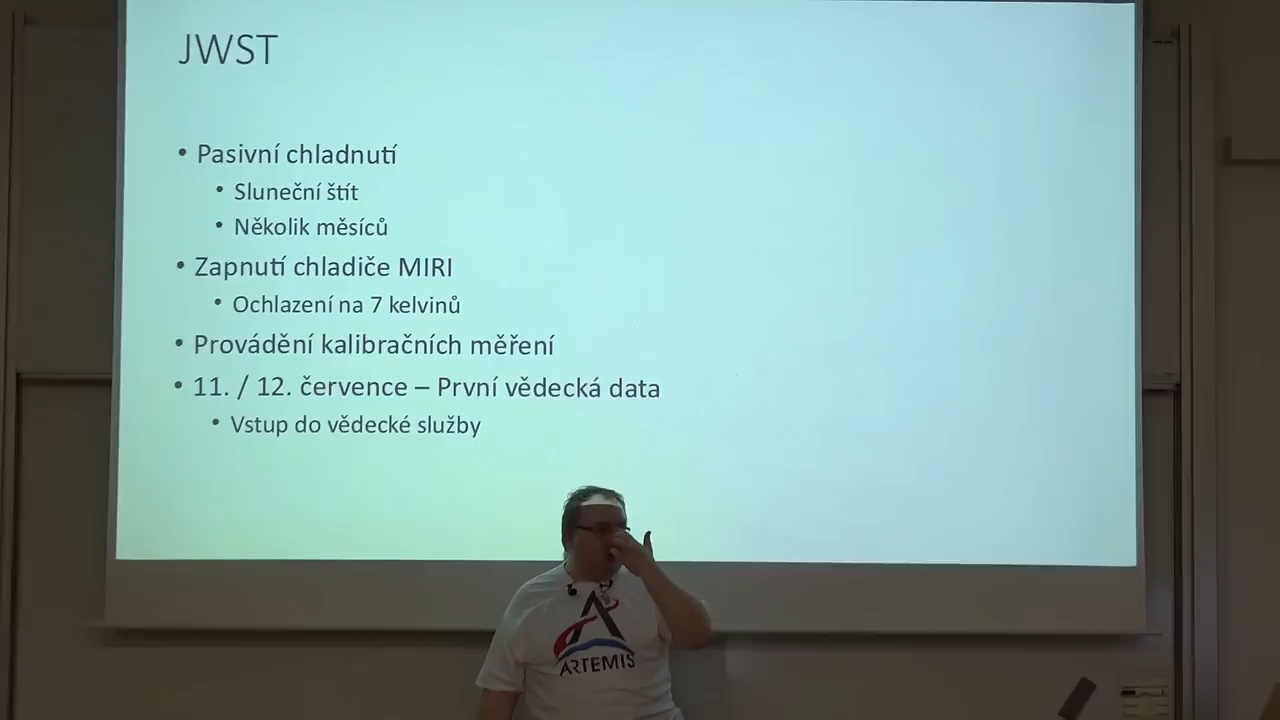 JWST
• Pasivní chladnutí
• Sluneční štít
• Několik měsíců
• Zapnutí chladiče MIRI
• Ochlazení na 7 kelvinů
• Provádění kalibračních měření
• 11. / 12. července – První vědecká data
• Vstup do vědecké služby
ARTEMIS